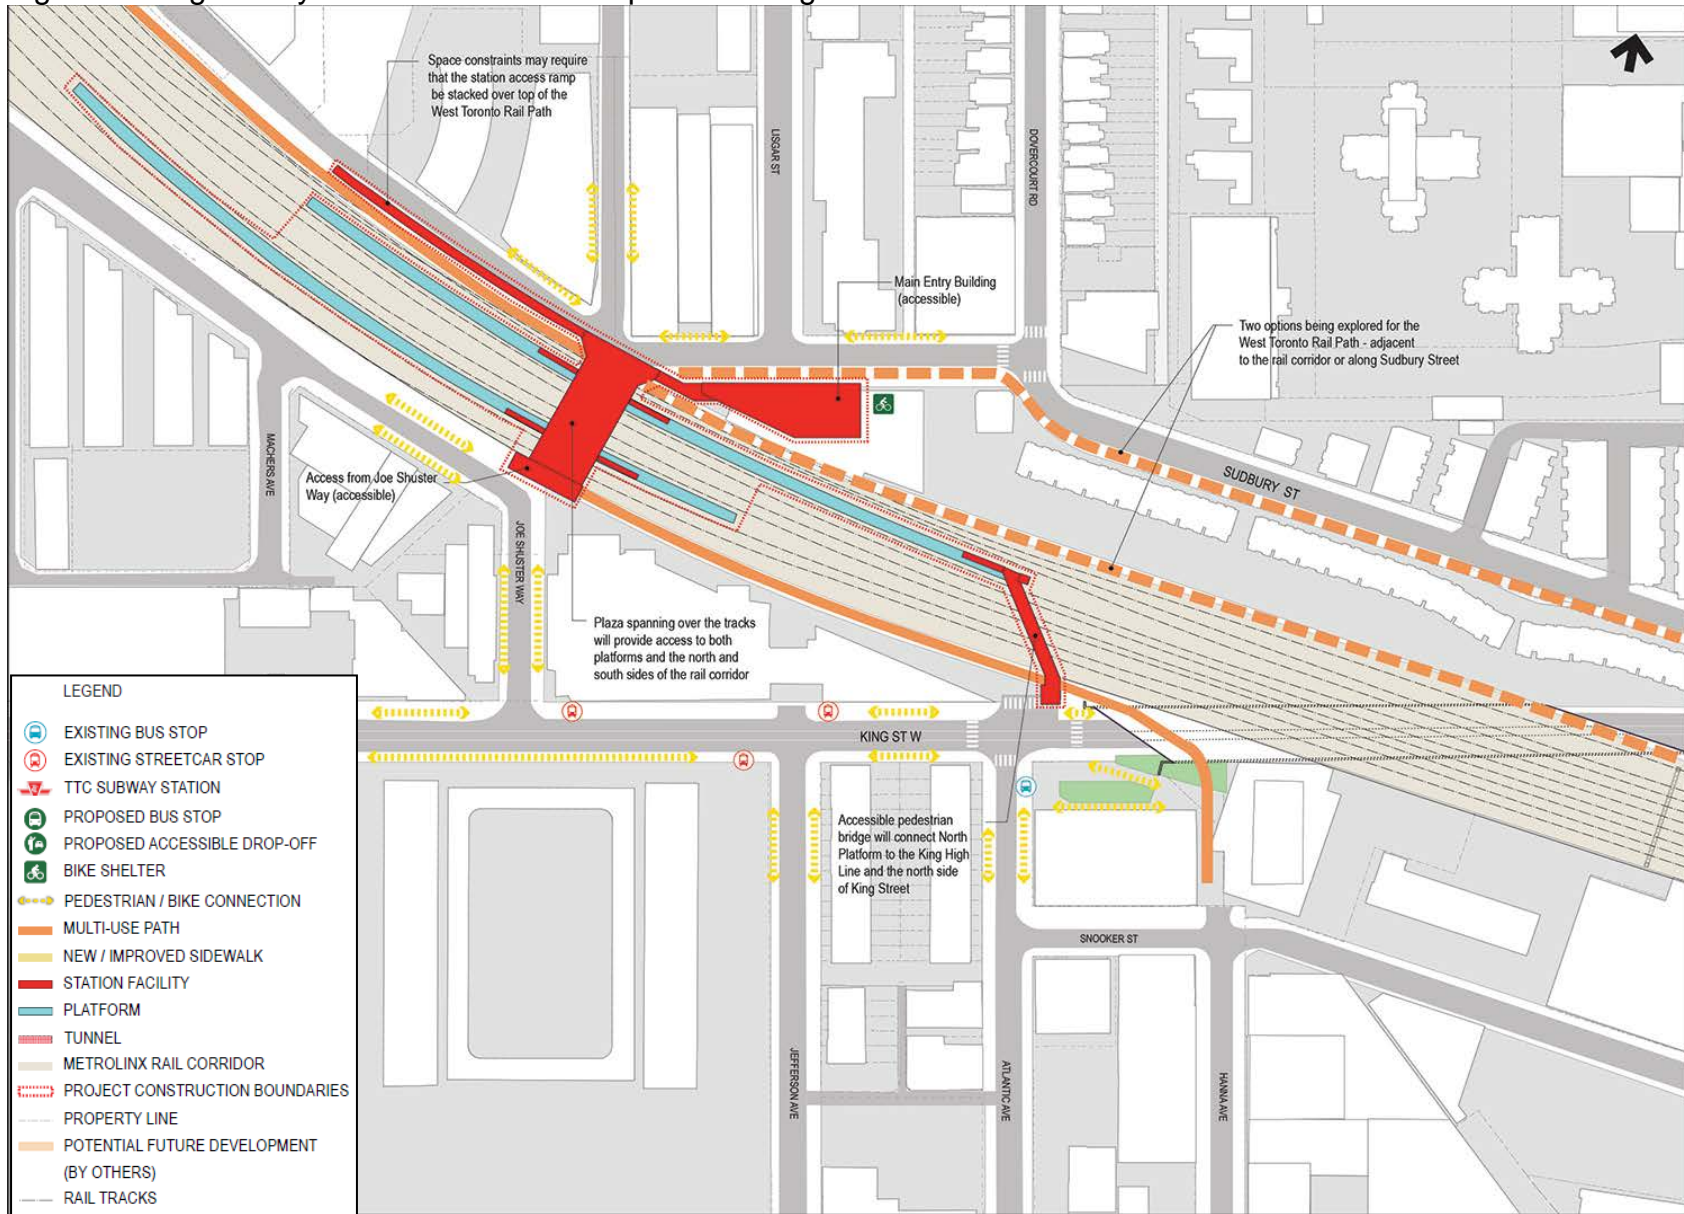 Space constraints may require
that the station access ramp
be stacked over top of the
West Toronto Rail Path
LISGAR ST
DOVERCOURT RD
Main Entry Building
(accessible)
Two options being explored for the
West Toronto Rail Path - adjacent
to the rail corridor or along Sudbury Street
SUDBURY ST
MACHERS AVE
Access from Joe Shuster
Way (accessible)
JOE SHUSTER WAY
Plaza spanning over the tracks
will provide access to both
platforms and the north and
south sides of the rail corridor
KING ST W
Accessible pedestrian
bridge will connect North
Platform to the King High
Line and the north side
of King Street
SNOOKER ST
JEFFERSON AVE
ATLANTIC AVE
HANNA AVE
LEGEND
EXISTING BUS STOP
EXISTING STREETCAR STOP
TTC SUBWAY STATION
PROPOSED BUS STOP
PROPOSED ACCESSIBLE DROP-OFF
BIKE SHELTER
PEDESTRIAN / BIKE CONNECTION
MULTI-USE PATH
NEW / IMPROVED SIDEWALK
STATION FACILITY
PLATFORM
TUNNEL
METROLINX RAIL CORRIDOR
PROJECT CONSTRUCTION BOUNDARIES
PROPERTY LINE
POTENTIAL FUTURE DEVELOPMENT
(BY OTHERS)
RAIL TRACKS